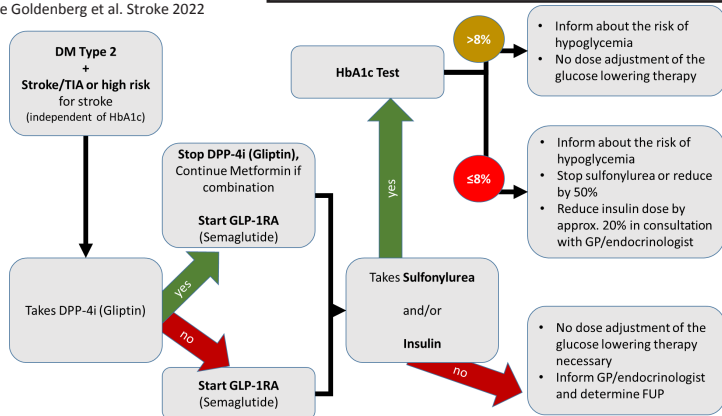 e Goldenberg et al. Stroke 2022
DM Type 2
+
Stroke/TIA or high risk
for stroke
(independent of HbA1c)
Takes DPP-4i (Gliptin)
yes
no
Stop DPP-4i (Gliptin),
Continue Metformin if
combination
Start GLP-1RA
(Semaglutide)
Start GLP-1RA
(Semaglutide)
Takes Sulfonylurea
and/or
Insulin
yes
no
HbA1c Test
>8%
≤8%
• Inform about the risk of
hypoglycemia
• No dose adjustment of the
glucose lowering therapy
• Inform about the risk of
hypoglycemia
• Stop sulfonylurea or reduce
by 50%
• Reduce insulin dose by
approx. 20% in consultation
with GP/endocrinologist
• No dose adjustment of the
glucose lowering therapy
necessary
• Inform GP/endocrinologist
and determine FUP